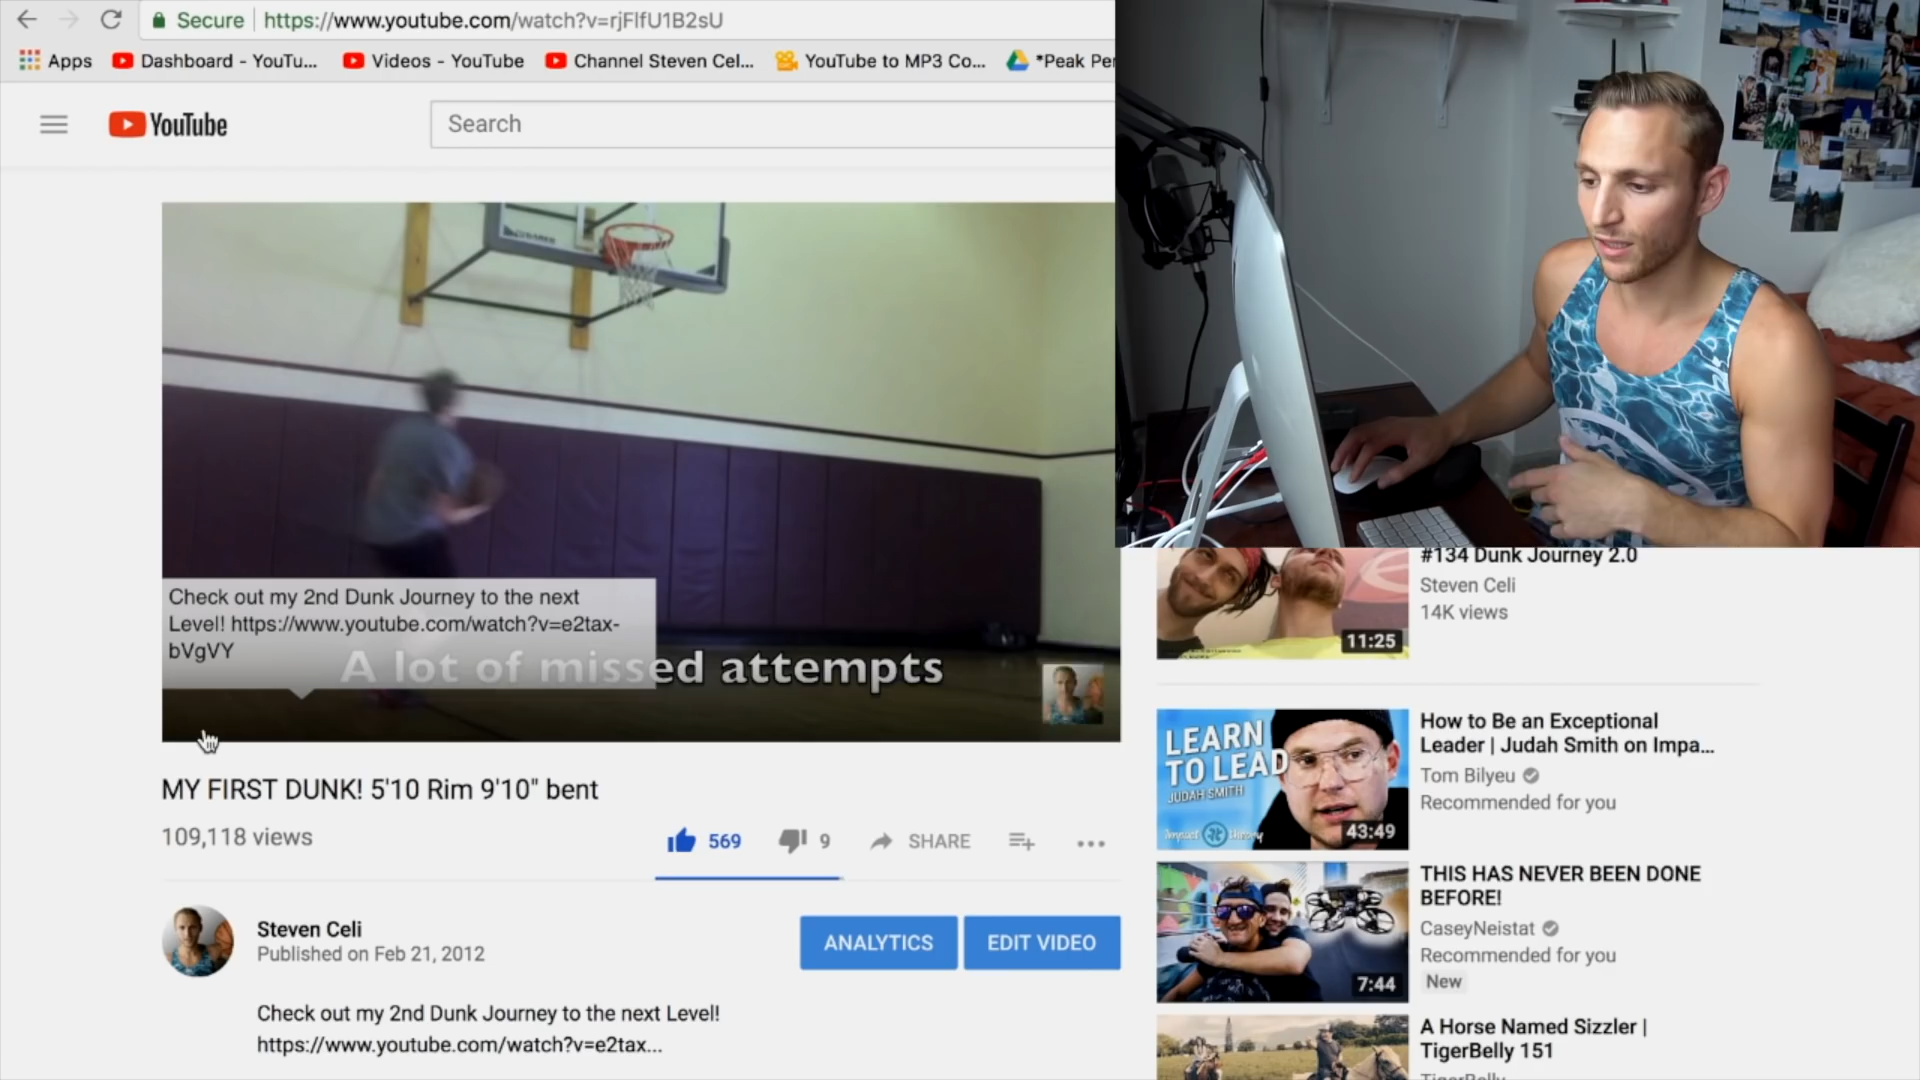 Secure https://www.youtube.com/watch?v=rjFlfU1B2sU
Apps Dashboard - YouTu... Videos - YouTube Channel Steven Cel... YouTube to MP3 Co... *Peak Per
YouTube
Search
Check out my 2nd Dunk Journey to the next
Level! https://www.youtube.com/watch?v=e2tax-
bVgVY
A lot of missed attempts
MY FIRST DUNK! 5'10 Rim 9'10" bent
109,118 views
569 9 SHARE
Steven Celi
Published on Feb 21, 2012
ANALYTICS EDIT VIDEO
Check out my 2nd Dunk Journey to the next Level!
https://www.youtube.com/watch?v=e2tax...
#134 Dunk Journey 2.0
Steven Celi
14K views
11:25
LEARN
TO LEAD
JUDAH SMITH
impact theory
43:49
How to Be an Exceptional
Leader | Judah Smith on Impa...
Tom Bilyeu
Recommended for you
7:44
THIS HAS NEVER BEEN DONE
BEFORE!
CaseyNeistat
Recommended for you
New
A Horse Named Sizzler |
TigerBelly 151
TigerBelly